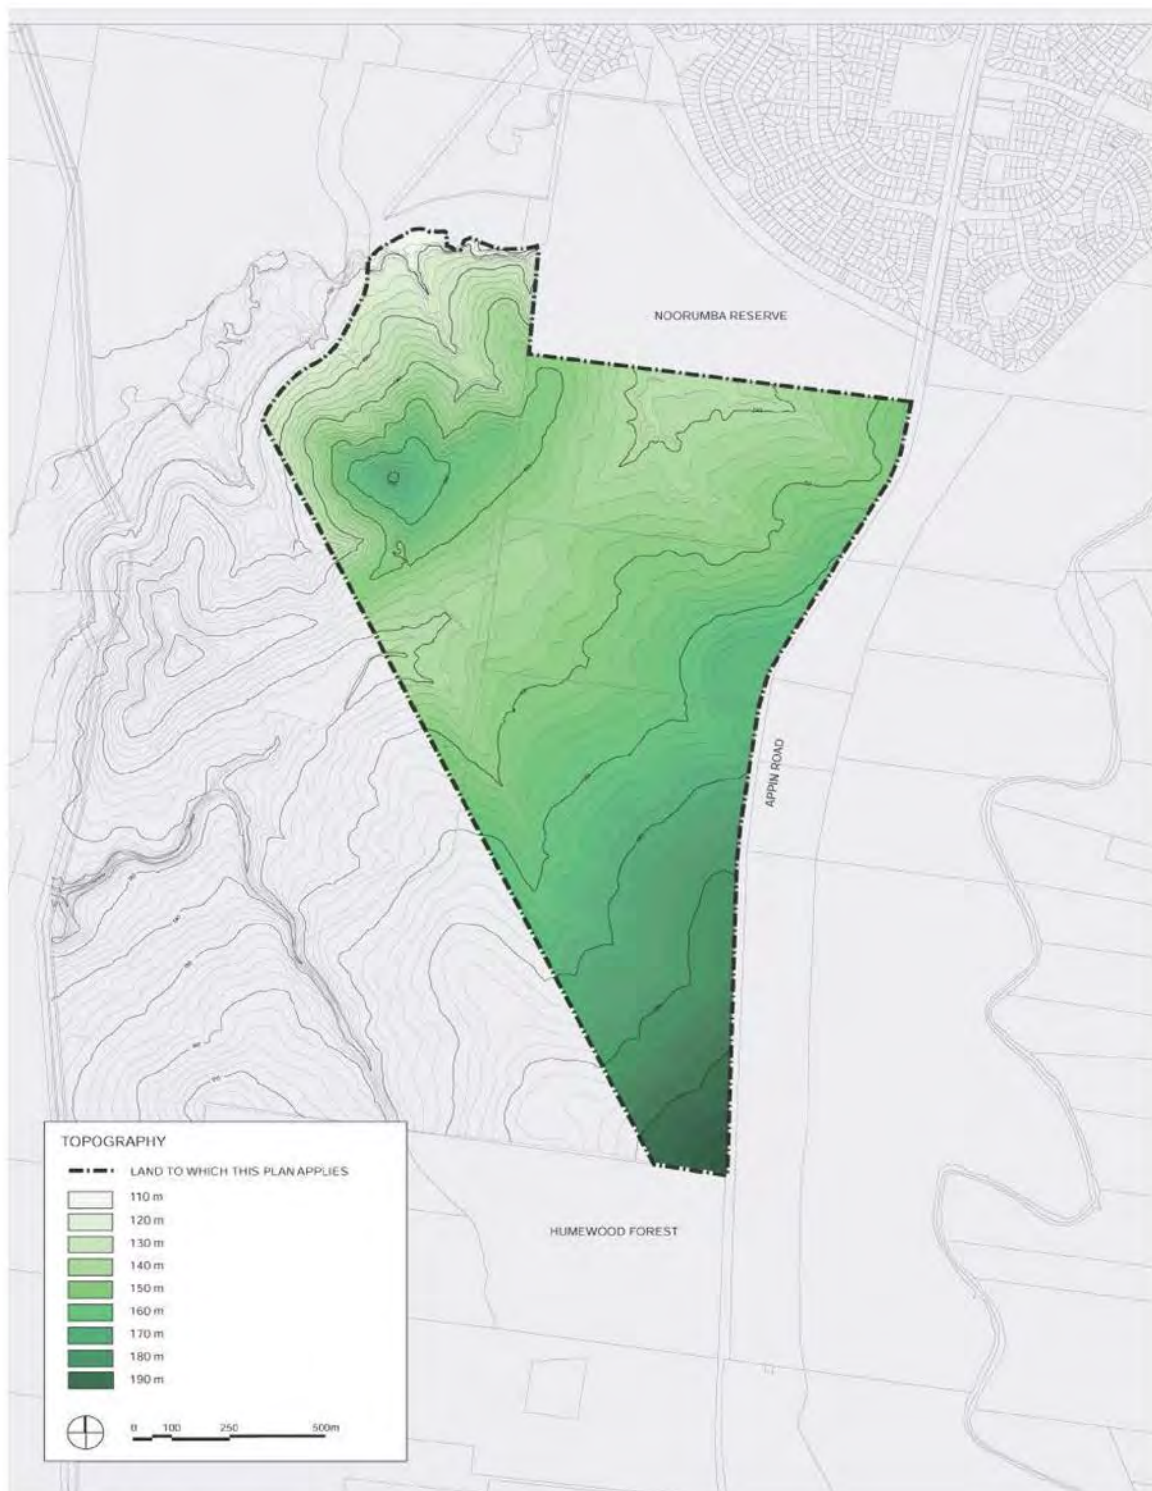 NOORUMBA RESERVE
APPIN ROAD
HUMEWOOD FOREST
TOPOGRAPHY
LAND TO WHICH THIS PLAN APPLIES
110 m
120 m
130 m
140 m
150 m
160 m
170 m
180 m
190 m
0 100 250 500m